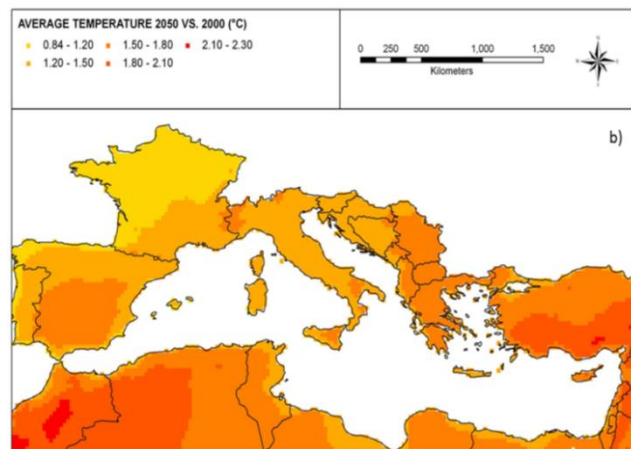 AVERAGE TEMPERATURE 2050 VS. 2000 (°C)
0.84 - 1.20 1.50 - 1.80 2.10 - 2.30
1.20 - 1.50 1.80 - 2.10
0 250 500 1,000 1,500
Kilometers
b)